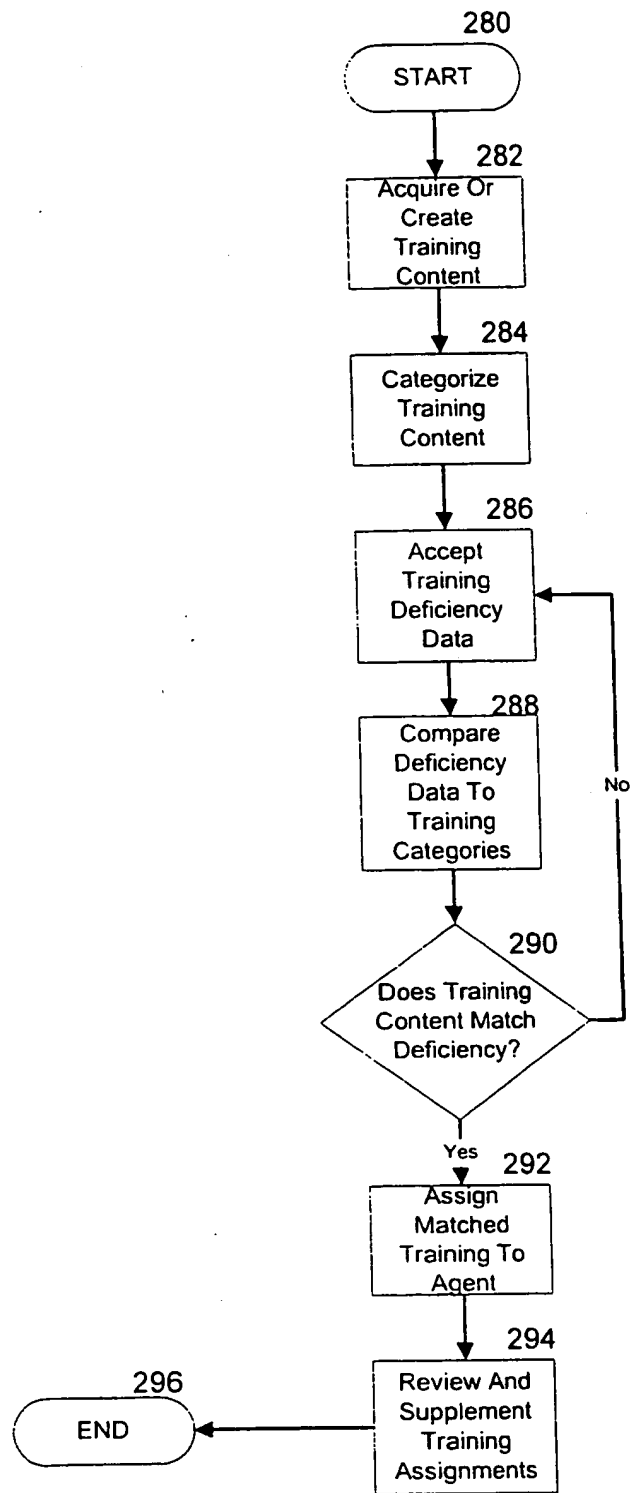 280
START
282
Acquire Or
Create
Training
Content
284
Categorize
Training
Content
286
Accept
Training
Deficiency
Data
288
Compare
Deficiency
Data To
Training
Categories
No
290
Does Training
Content Match
Deficiency?
Yes
292
Assign
Matched
Training To
Agent
294
Review And
Supplement
Training
Assignments
296
END